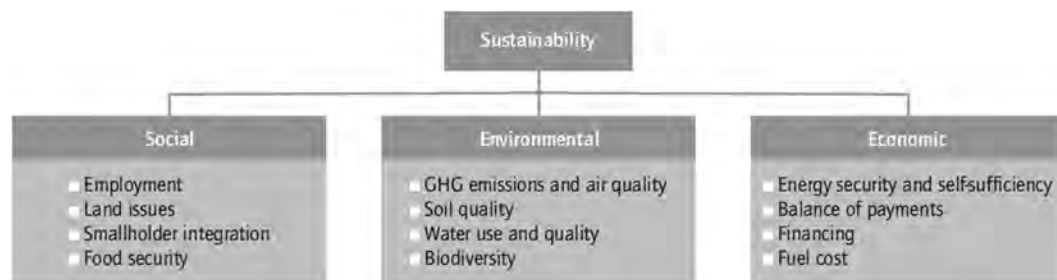 Sustainability
Social
Employment
Land issues
Smallholder integration
Food security
Environmental
GHG emissions and air quality
Soil quality
Water use and quality
Biodiversity
Economic
Energy security and self-sufficiency
Balance of payments
Financing
Fuel cost